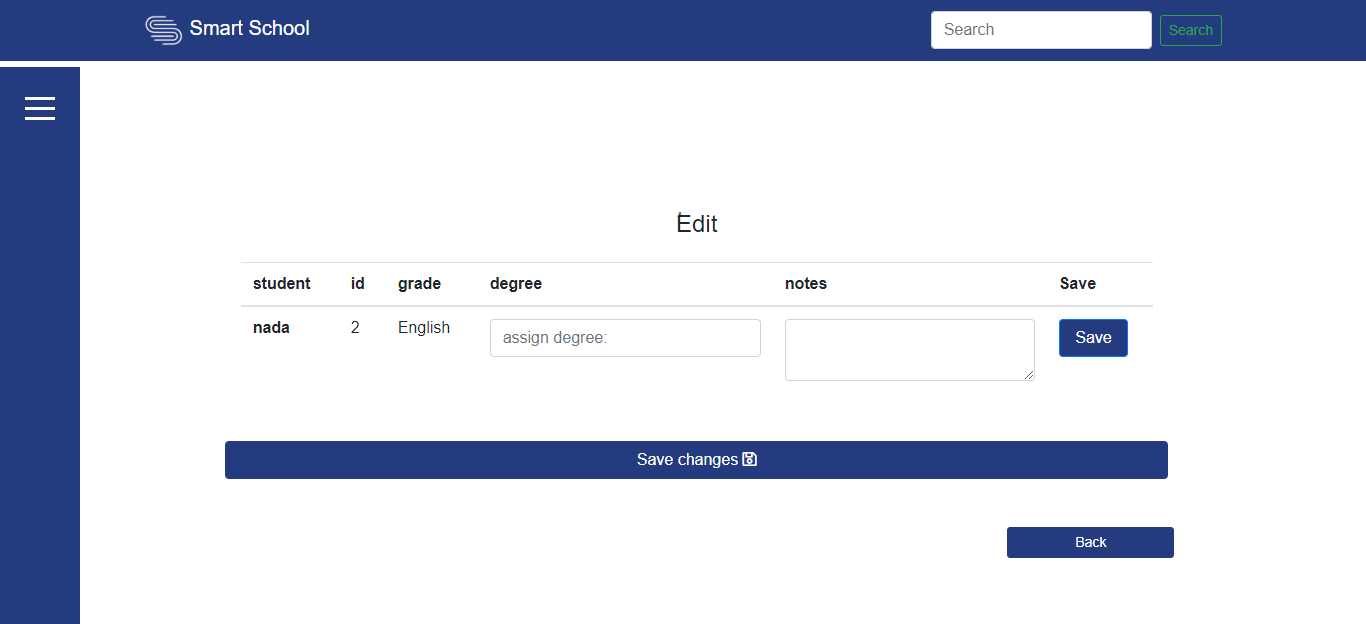 Smart School
Search Search
Edit
student id grade degree notes Save
nada 2 English assign degree: Save
Save changes
Back